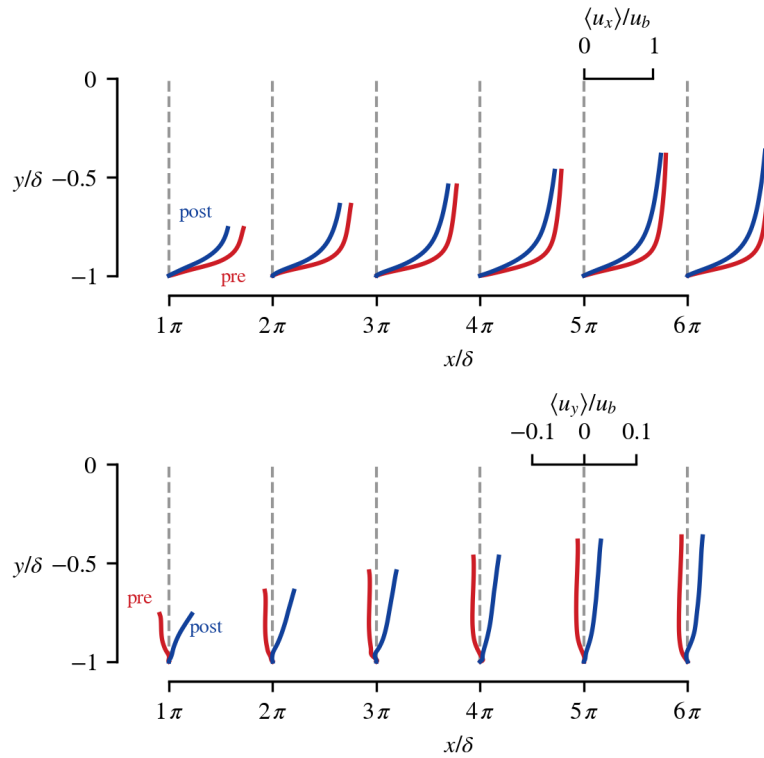 ⟨u_x⟩/u_b
0 1
0
y/δ −0.5
post
pre
−1
1π 2π 3π 4π 5π 6π
x/δ
⟨u_y⟩/u_b
−0.1 0 0.1
0
y/δ −0.5
pre
post
−1
1π 2π 3π 4π 5π 6π
x/δ